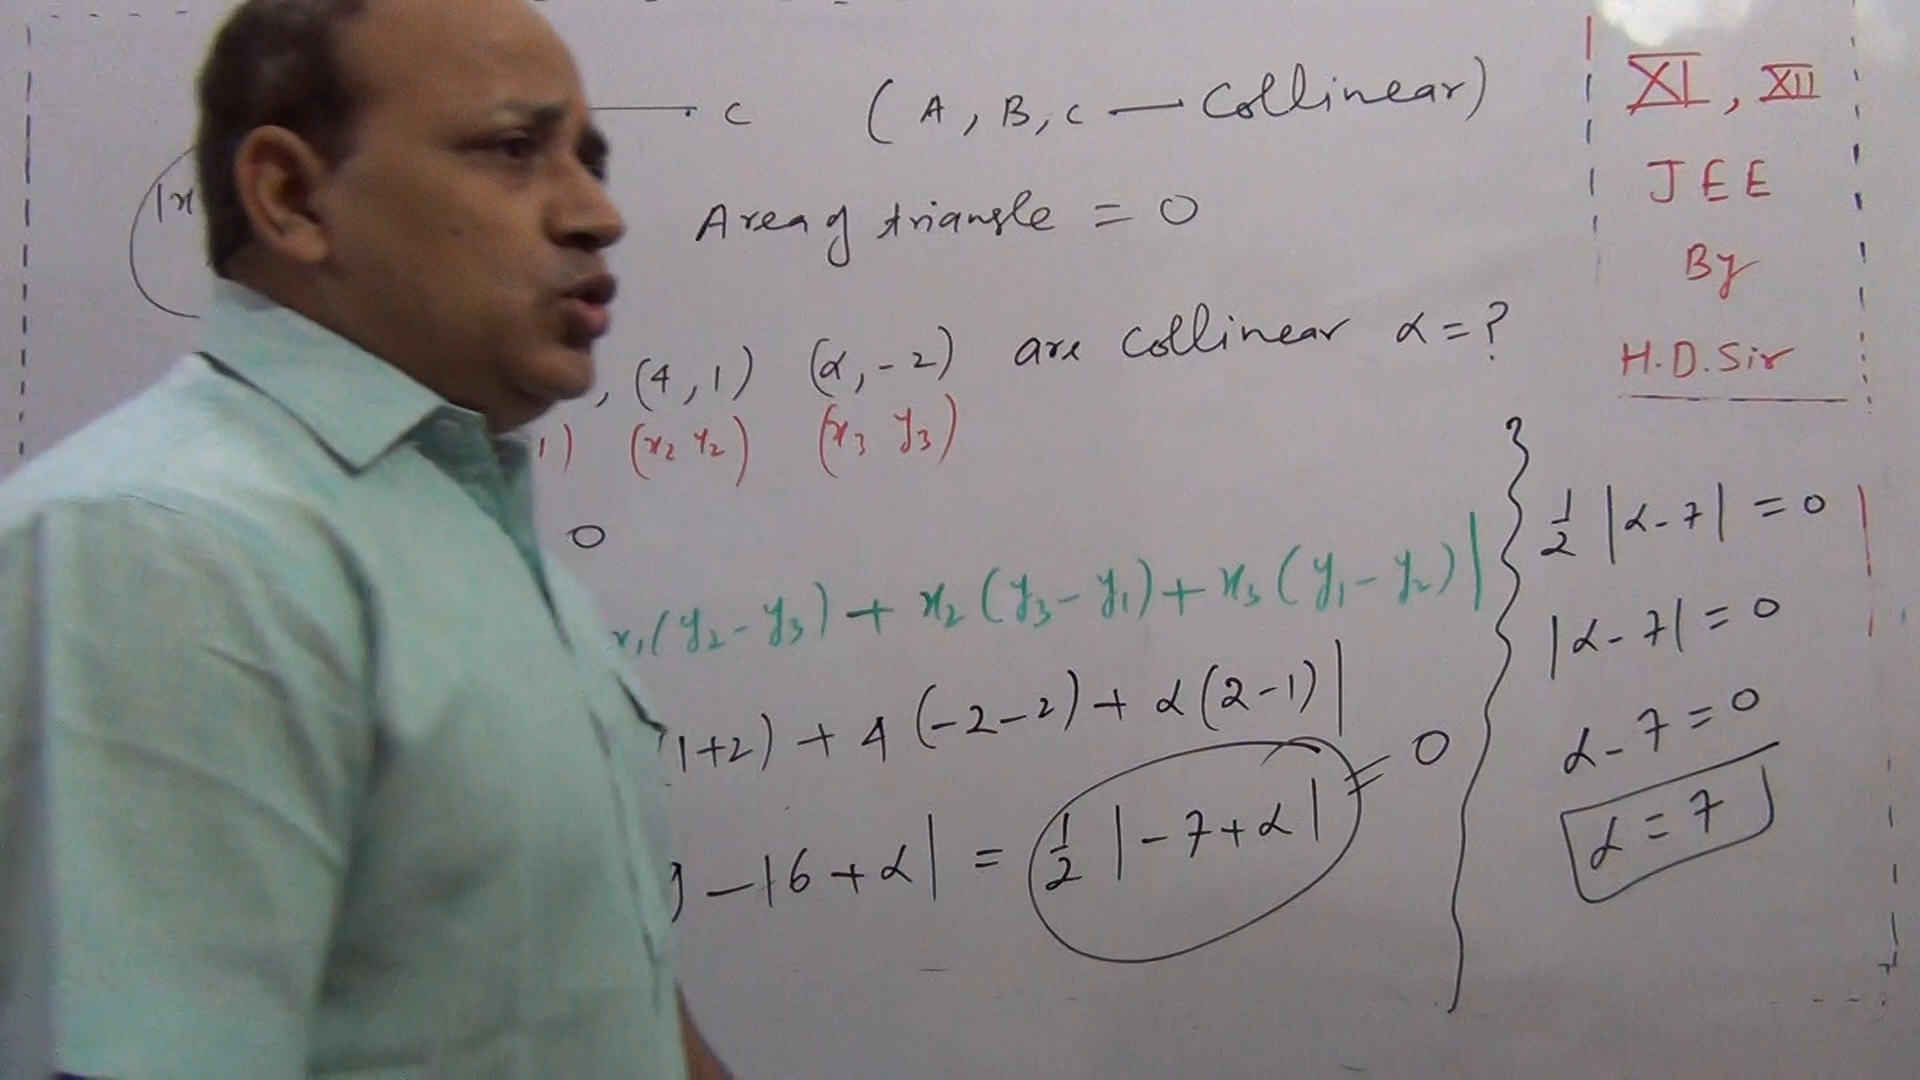 C (A, B, C — Collinear)
|x
Area of triangle = 0
, (4, 1) (α, -2) are collinear α = ?
1) (x₂ y₂) (x₃ y₃)
0
x₁(y₂-y₃) + x₂(y₃-y₁) + x₃(y₁-y₂)|
(1+2) + 4(-2-2) + α(2-1)|
9 - 16 + α| = ½ |-7+α| = 0
½ |α-7| = 0
|α-7| = 0
α-7 = 0
α = 7
XI, XII
JEE
By
H.D. Sir